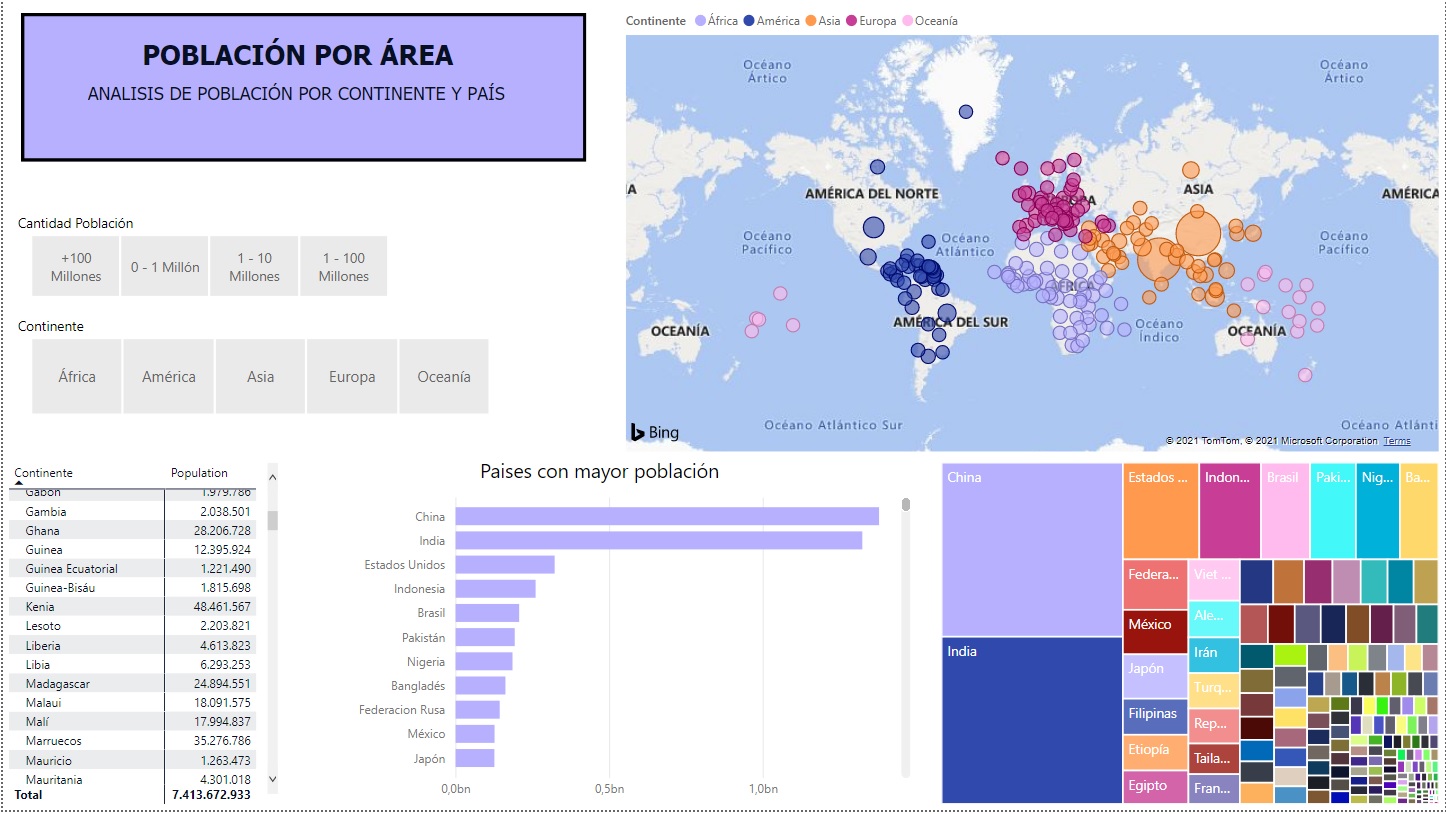 POBLACIÓN POR ÁREA
ANALISIS DE POBLACIÓN POR CONTINENTE Y PAÍS
Cantidad Población
+100
Millones
0 - 1 Millón
1 - 10
Millones
1 - 100
Millones
Continente
África
América
Asia
Europa
Oceanía
Continente África América Asia Europa Oceanía
Océano
Ártico
Océano
Ártico
AMÉRICA DEL NORTE
ASIA
AMÉRICA
Océano
Pacífico
Océano
Atlántico
Océano
Pacífico
OCEANÍA
AMÉRICA DEL SUR
Océano
Índico
OCEANÍA
Océano Atlántico Sur
Océano Atlánti
Bing
© 2021 TomTom, © 2021 Microsoft Corporation Terms
Continente Population
Gabón 1.979.786
Gambia 2.038.501
Ghana 28.206.728
Guinea 12.395.924
Guinea Ecuatorial 1.221.490
Guinea-Bisáu 1.815.698
Kenia 48.461.567
Lesoto 2.203.821
Liberia 4.613.823
Libia 6.293.253
Madagascar 24.894.551
Malaui 18.091.575
Malí 17.994.837
Marruecos 35.276.786
Mauricio 1.263.473
Mauritania 4.301.018
Total 7.413.672.933
Paises con mayor población
China
India
Estados Unidos
Indonesia
Brasil
Pakistán
Nigeria
Bangladés
Federacion Rusa
México
Japón
0,0bn 0,5bn 1,0bn
China
India
Estados ...
Indon...
Brasil
Paki...
Nig...
Ba...
Federa...
Viet ...
México
Ale...
Japón
Irán
Filipinas
Turq...
Etiopía
Rep...
Egipto
Taila...
Fran...